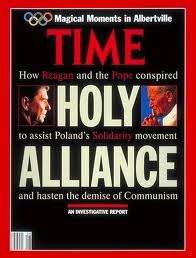 Magical Moments in Albertville
TIME
How Reagan and the Pope conspired
HOLY
to assist Poland's Solidarity movement
ALLIANCE
and hasten the demise of Communism
AN INVESTIGATIVE REPORT